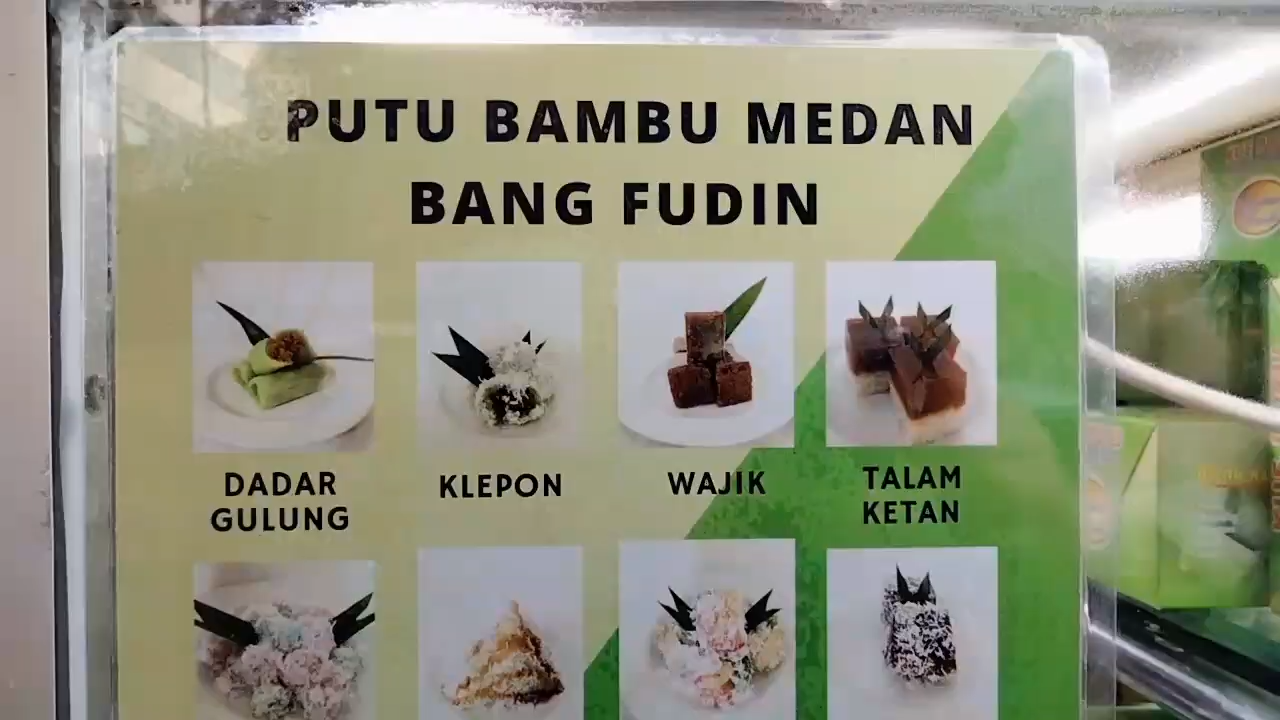 PUTU BAMBU MEDAN
BANG FUDIN
DADAR
GULUNG
KLEPON
WAJIK
TALAM
KETAN